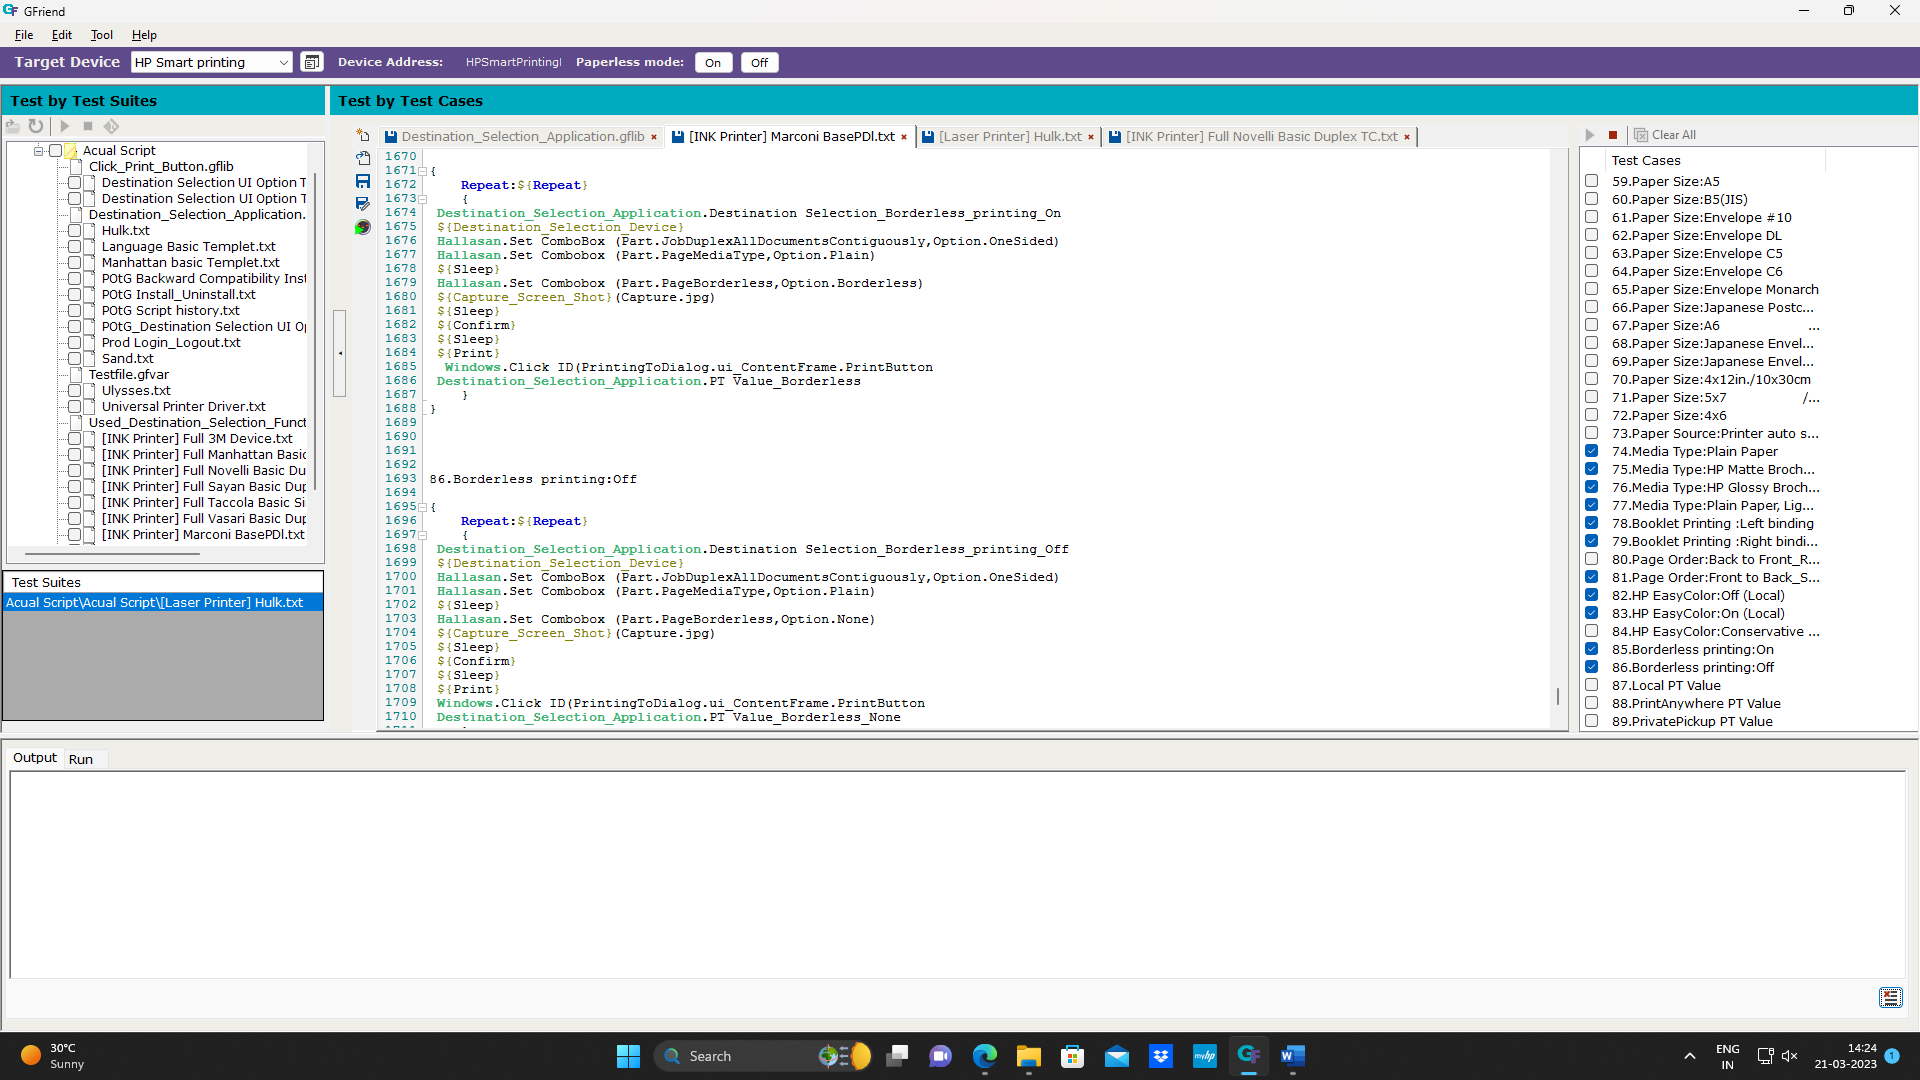 GFriend
File Edit Tool Help
Target Device HP Smart printing Device Address: HPSmartPrintingI Paperless mode: On Off
Test by Test Suites
Acual Script
Click_Print_Button.gflib
Destination Selection UI Option T
Destination Selection UI Option T
Destination_Selection_Application.
Hulk.txt
Language Basic Templet.txt
Manhattan basic Templet.txt
POtG Backward Compatibility Inst
POtG Install_Uninstall.txt
POtG Script history.txt
POtG_Destination Selection UI Op
Prod Login_Logout.txt
Sand.txt
Testfile.gfvar
Ulysses.txt
Universal Printer Driver.txt
Used_Destination_Selection_Funct
[INK Printer] Full 3M Device.txt
[INK Printer] Full Manhattan Basic
[INK Printer] Full Novelli Basic Du
[INK Printer] Full Sayan Basic Dup
[INK Printer] Full Taccola Basic Si
[INK Printer] Full Vasari Basic Dup
[INK Printer] Marconi BasePDl.txt
Test Suites
Acual Script\Acual Script\[Laser Printer] Hulk.txt
Test by Test Cases
Destination_Selection_Application.gflib [INK Printer] Marconi BasePDl.txt [Laser Printer] Hulk.txt [INK Printer] Full Novelli Basic Duplex TC.txt
1670
1671 {
1672 Repeat:${Repeat}
1673 {
1674 Destination_Selection_Application.Destination Selection_Borderless_printing_On
1675 ${Destination_Selection_Device}
1676 Hallasan.Set ComboBox (Part.JobDuplexAllDocumentsContiguously,Option.OneSided)
1677 Hallasan.Set Combobox (Part.PageMediaType,Option.Plain)
1678 ${Sleep}
1679 Hallasan.Set Combobox (Part.PageBorderless,Option.Borderless)
1680 ${Capture_Screen_Shot}(Capture.jpg)
1681 ${Sleep}
1682 ${Confirm}
1683 ${Sleep}
1684 ${Print}
1685 Windows.Click ID(PrintingToDialog.ui_ContentFrame.PrintButton
1686 Destination_Selection_Application.PT Value_Borderless
1687 }
1688 }
1689
1690
1691
1692
1693 86.Borderless printing:Off
1694
1695 {
1696 Repeat:${Repeat}
1697 {
1698 Destination_Selection_Application.Destination Selection_Borderless_printing_Off
1699 ${Destination_Selection_Device}
1700 Hallasan.Set ComboBox (Part.JobDuplexAllDocumentsContiguously,Option.OneSided)
1701 Hallasan.Set Combobox (Part.PageMediaType,Option.Plain)
1702 ${Sleep}
1703 Hallasan.Set Combobox (Part.PageBorderless,Option.None)
1704 ${Capture_Screen_Shot}(Capture.jpg)
1705 ${Sleep}
1706 ${Confirm}
1707 ${Sleep}
1708 ${Print}
1709 Windows.Click ID(PrintingToDialog.ui_ContentFrame.PrintButton
1710 Destination_Selection_Application.PT Value_Borderless_None
Clear All
Test Cases
59.Paper Size:A5
60.Paper Size:B5(JIS)
61.Paper Size:Envelope #10
62.Paper Size:Envelope DL
63.Paper Size:Envelope C5
64.Paper Size:Envelope C6
65.Paper Size:Envelope Monarch
66.Paper Size:Japanese Postc...
67.Paper Size:A6 ...
68.Paper Size:Japanese Envel...
69.Paper Size:Japanese Envel...
70.Paper Size:4x12in./10x30cm
71.Paper Size:5x7 /...
72.Paper Size:4x6
73.Paper Source:Printer auto s...
74.Media Type:Plain Paper
75.Media Type:HP Matte Broch...
76.Media Type:HP Glossy Broch...
77.Media Type:Plain Paper, Lig...
78.Booklet Printing :Left binding
79.Booklet Printing :Right bindi...
80.Page Order:Back to Front_R...
81.Page Order:Front to Back_S...
82.HP EasyColor:Off (Local)
83.HP EasyColor:On (Local)
84.HP EasyColor:Conservative ...
85.Borderless printing:On
86.Borderless printing:Off
87.Local PT Value
88.PrintAnywhere PT Value
89.PrivatePickup PT Value
Output Run
30°C
Sunny
Search
myhp
ENG
IN
14:24
21-03-2023
1